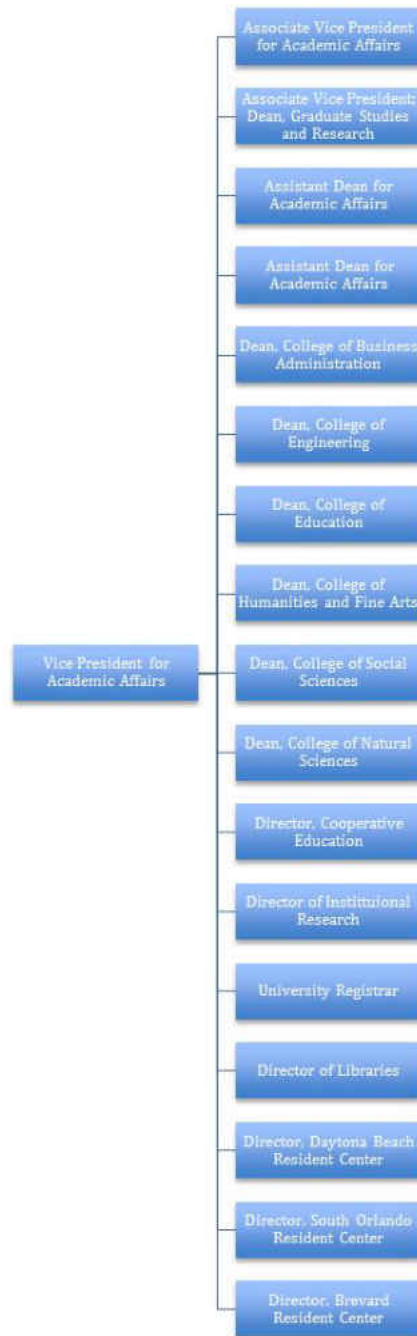 Associate Vice President
for Academic Affairs
Associate Vice President;
Dean, Graduate Studies
and Research
Assistant Dean for
Academic Affairs
Assistant Dean for
Academic Affairs
Dean, College of Business
Administration
Dean, College of
Engineering
Dean, College of
Education
Dean, College of
Humanities and Fine Arts
Vice President for
Academic Affairs
Dean, College of Social
Sciences
Dean, College of Natural
Sciences
Director, Cooperative
Education
Director of Instituional
Research
University Registrar
Director of Libraries
Director, Daytona Beach
Resident Center
Director, South Orlando
Resident Center
Director, Brevard
Resident Center